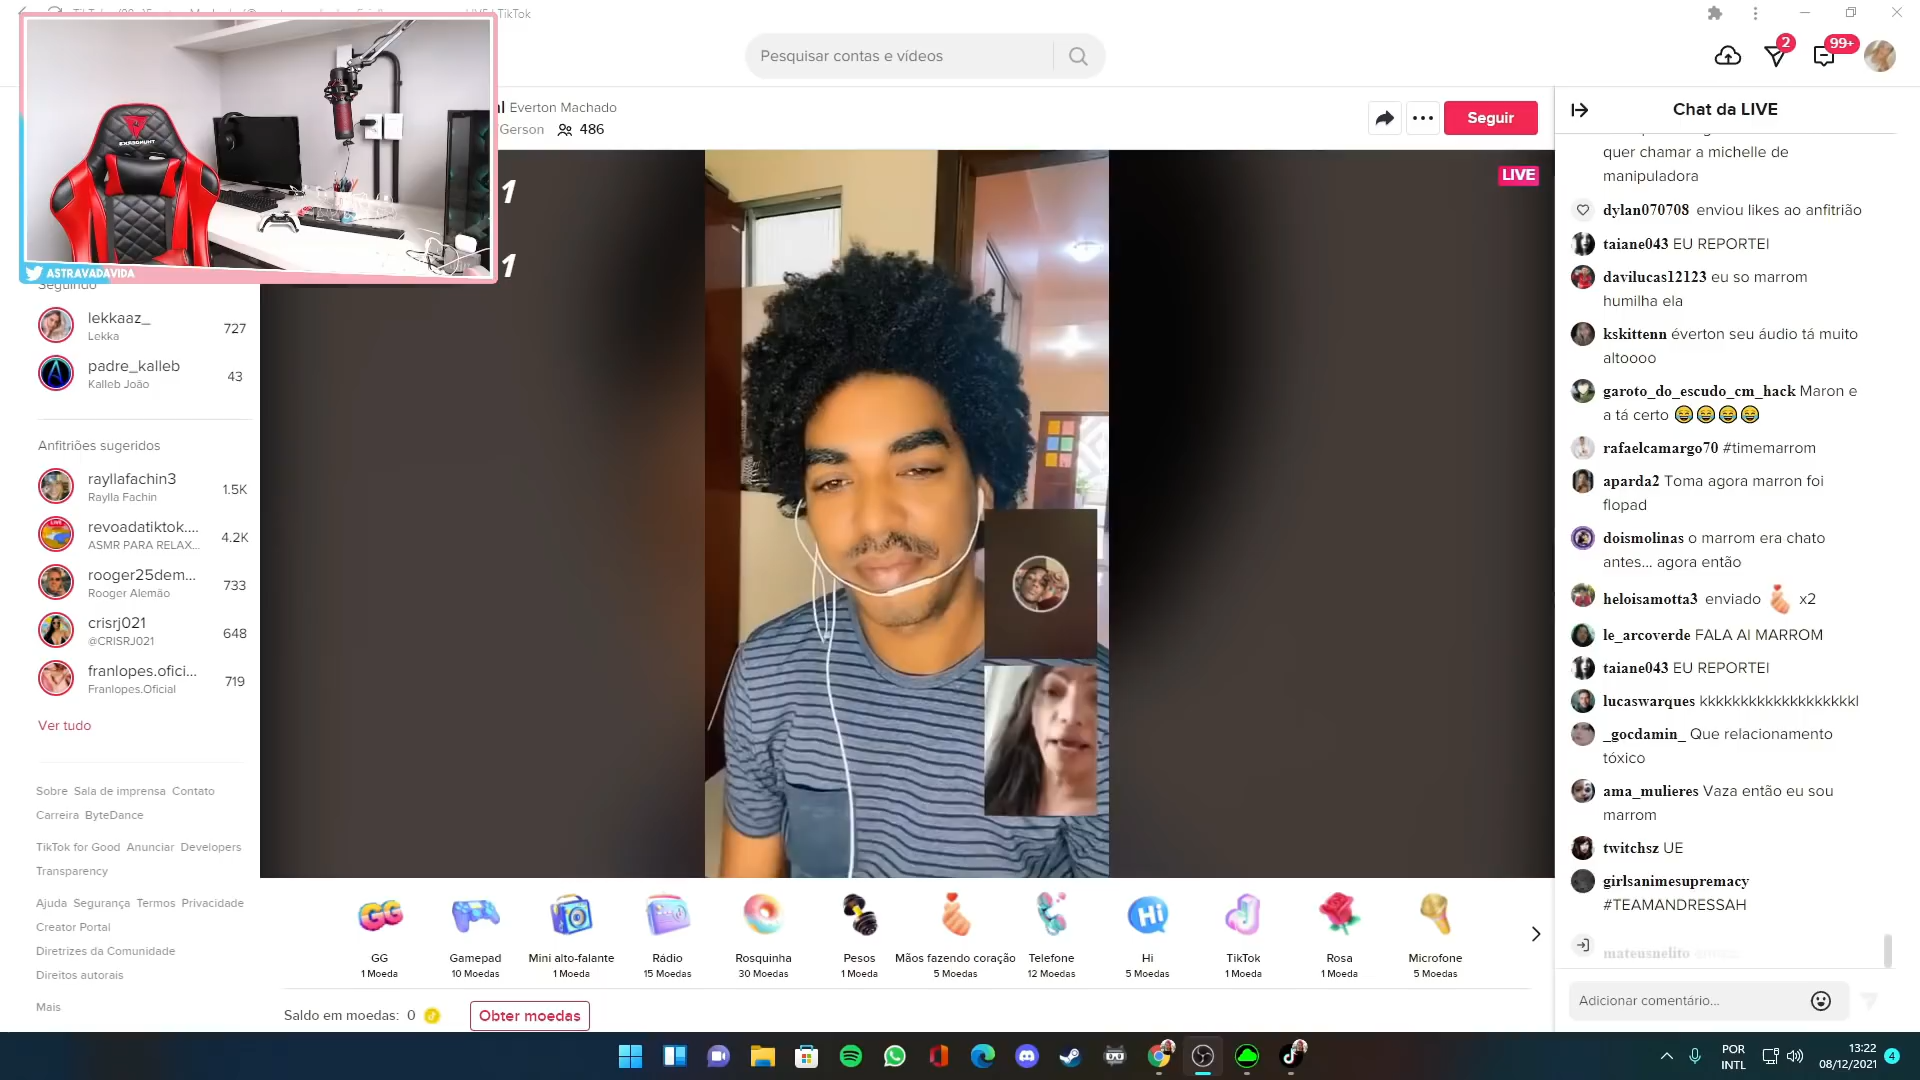 LIVE | TikTok
Pesquisar contas e vídeos
2
99+
ASTRAVADAVIDA
Everton Machado
Gerson 486
Seguir
LIVE
1
1
Seguindo
lekkaaz_
Lekka
727
padre_kalleb
Kalleb João
43
Anfitriões sugeridos
rayllafachin3
Raylla Fachin
1.5K
revoadatiktok....
ASMR PARA RELAX...
4.2K
rooger25dem...
Rooger Alemão
733
crisrj021
@CRISRJ021
648
franlopes.ofici...
Franlopes.Oficial
719
Ver tudo
Sobre Sala de imprensa Contato
Carreira ByteDance
TikTok for Good Anunciar Developers
Transparency
Ajuda Segurança Termos Privacidade
Creator Portal
Diretrizes da Comunidade
Direitos autorais
Mais
GG
1 Moeda
Gamepad
10 Moedas
Mini alto-falante
1 Moeda
Rádio
15 Moedas
Rosquinha
30 Moedas
Pesos
1 Moeda
Mãos fazendo coração
5 Moedas
Telefone
12 Moedas
Hi
Hi
5 Moedas
TikTok
1 Moeda
Rosa
1 Moeda
Microfone
5 Moedas
Saldo em moedas: 0
Obter moedas
Chat da LIVE
quer chamar a michelle de
manipuladora
dylan070708 enviou likes ao anfitrião
taiane043 EU REPORTEI
davilucas12123 eu so marrom
humilha ela
kskittenn éverton seu áudio tá muito
altoooo
garoto_do_escudo_cm_hack Maron e
a tá certo 😂😂😂😂
rafaelcamargo70 #timemarrom
aparda2 Toma agora marron foi
flopad
doismolinas o marrom era chato
antes... agora então
heloisamotta3 enviado x2
le_arcoverde FALA AI MARROM
taiane043 EU REPORTEI
lucaswarques kkkkkkkkkkkkkkkkkkkkl
_gocdamin_ Que relacionamento
tóxico
ama_mulieres Vaza então eu sou
marrom
twitchsz UE
girlsanimesupremacy
#TEAMANDRESSAH
mateusnelito
Adicionar comentário...
POR
INTL
13:22
08/12/2021
4